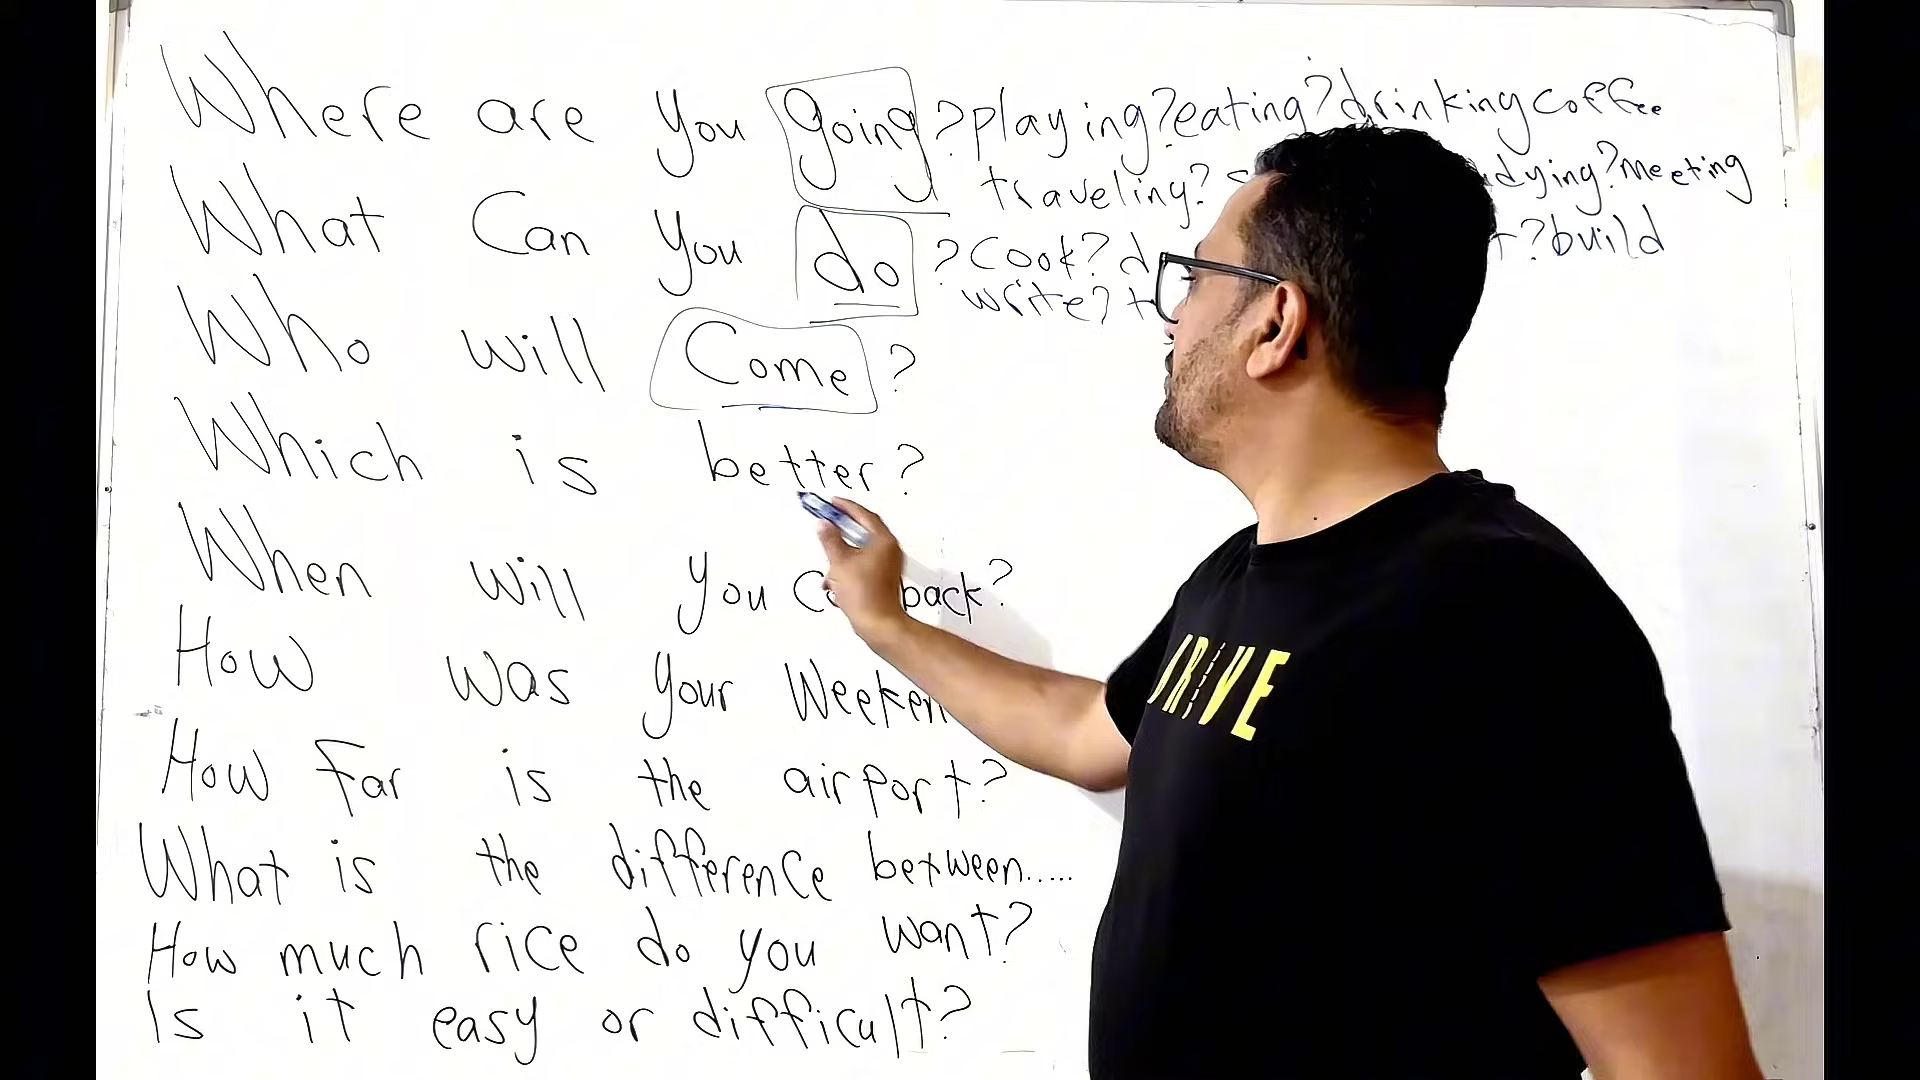 Where are you going? playing? eating? drinking coffee
traveling? meeting
What can you do? Cook? build
write?
Who will Come?
Which is better?
When will you back?
How was your
How far is the airport?
What is the difference between.....
How much rice do you want?
Is it easy or difficult?
DRIVE